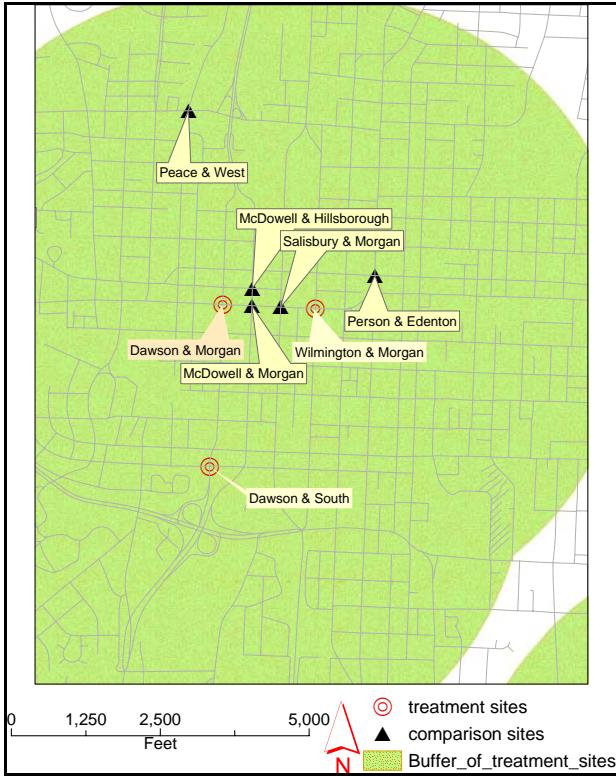 Peace & West
McDowell & Hillsborough
Salisbury & Morgan
Person & Edenton
Dawson & Morgan
Wilmington & Morgan
McDowell & Morgan
Dawson & South
0 1,250 2,500 5,000
Feet
N
treatment sites
comparison sites
Buffer_of_treatment_sites